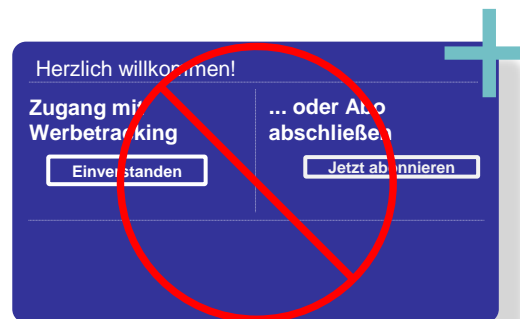 Herzlich willkommen!
Zugang mit
Werbetracking
Einverstanden
... oder Abo
abschließen
Jetzt abonnieren